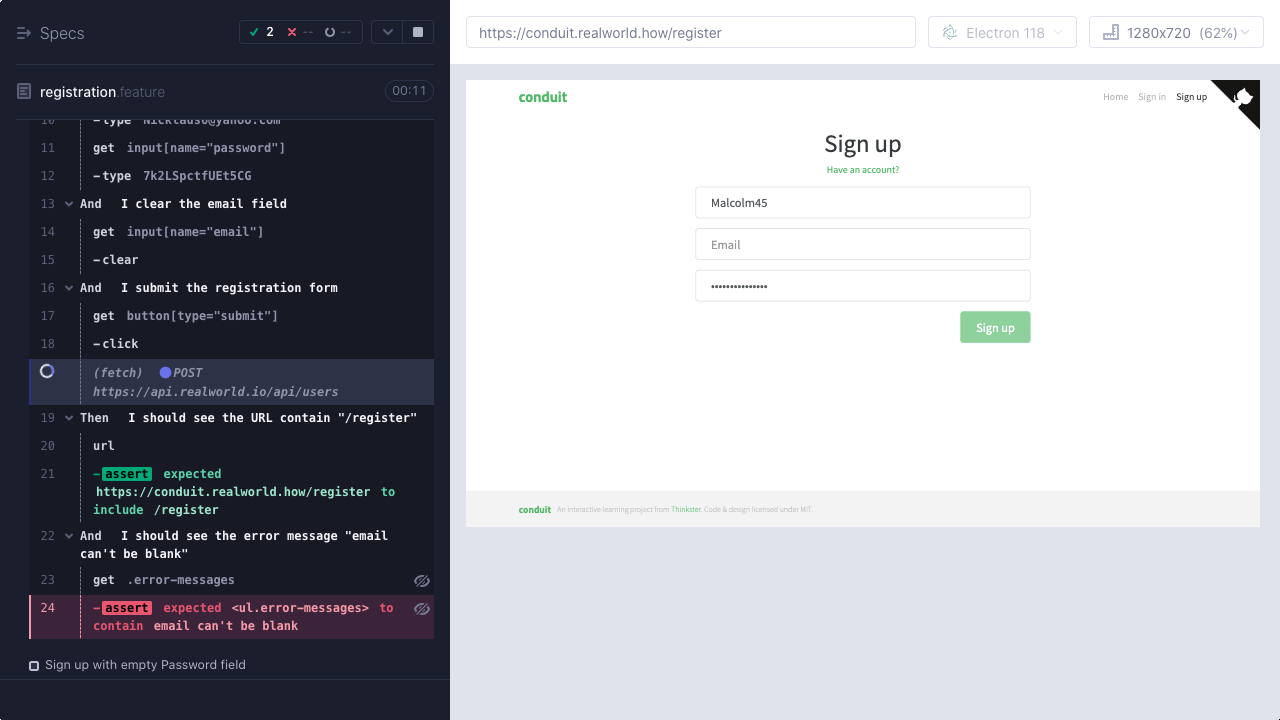 Specs
2 -- --
registration.feature 00:11
10 -type Nicklaus0@yahoo.com
11 get input[name="password"]
12 -type 7k2LSpctfUEt5CG
13 And I clear the email field
14 get input[name="email"]
15 -clear
16 And I submit the registration form
17 get button[type="submit"]
18 -click
(fetch) POST
https://api.realworld.io/api/users
19 Then I should see the URL contain "/register"
20 url
21 -assert expected
https://conduit.realworld.how/register to
include /register
22 And I should see the error message "email
can't be blank"
23 get .error-messages
24 -assert expected <ul.error-messages> to
contain email can't be blank
Sign up with empty Password field
https://conduit.realworld.how/register
Electron 118
1280x720 (62%)
conduit
Home Sign in Sign up
Sign up
Have an account?
Malcolm45
Email
•••••••••••••••
Sign up
conduit An interactive learning project from Thinkster. Code & design licensed under MIT.